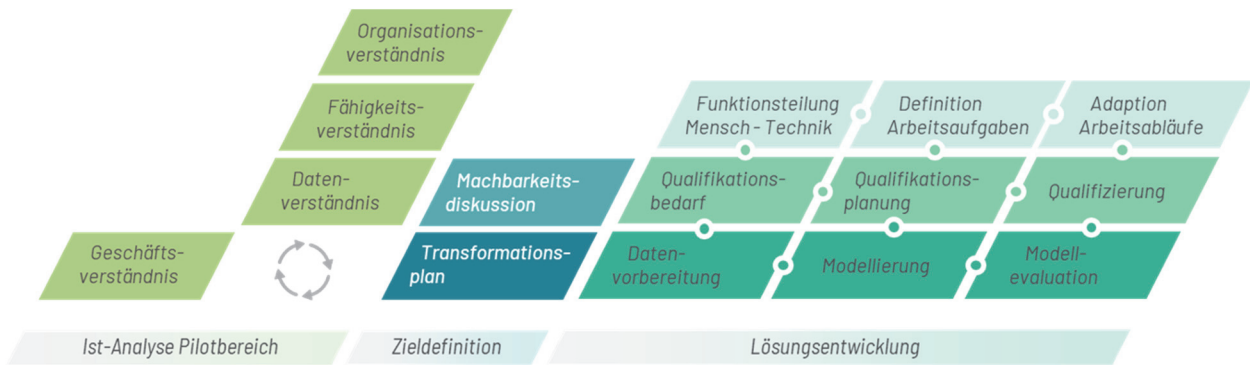 Organisations-
verständnis
Fähigkeits-
verständnis
Daten-
verständnis
Geschäfts-
verständnis
Machbarkeits-
diskussion
Transformations-
plan
Funktionsteilung
Mensch - Technik
Definition
Arbeitsaufgaben
Adaption
Arbeitsabläufe
Qualifikations-
bedarf
Qualifikations-
planung
Qualifizierung
Daten-
vorbereitung
Modellierung
Modell-
evaluation
Ist-Analyse Pilotbereich
Zieldefinition
Lösungsentwicklung